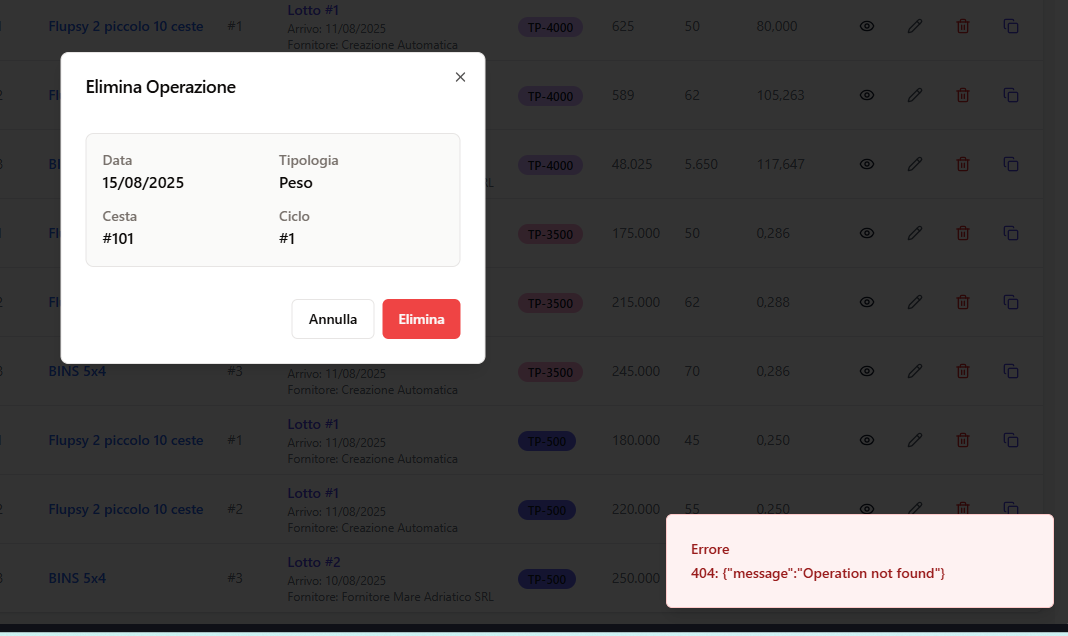 Lotto #1
Flupsy 2 piccolo 10 ceste #1 Arrivo: 11/08/2025 TP-4000 625 50 80,000
Fornitore: Creazione Automatica
TP-4000 589 62 105,263
TP-4000 48.025 5.650 117,647
TP-3500 175.000 50 0,286
TP-3500 215.000 62 0,288
Elimina Operazione
Data Tipologia
15/08/2025 Peso
Cesta Ciclo
#101 #1
Annulla Elimina
BINS 5x4 #3 Arrivo: 11/08/2025 TP-3500 245.000 70 0,286
Fornitore: Creazione Automatica
Lotto #1
Flupsy 2 piccolo 10 ceste #1 Arrivo: 11/08/2025 TP-500 180.000 45 0,250
Fornitore: Creazione Automatica
Lotto #1
Flupsy 2 piccolo 10 ceste #2 Arrivo: 11/08/2025 TP-500 220.000 55 0,250
Fornitore: Creazione Automatica
Lotto #2
BINS 5x4 #3 Arrivo: 10/08/2025 TP-500 250.000
Fornitore: Fornitore Mare Adriatico SRL
Errore
404: {"message":"Operation not found"}